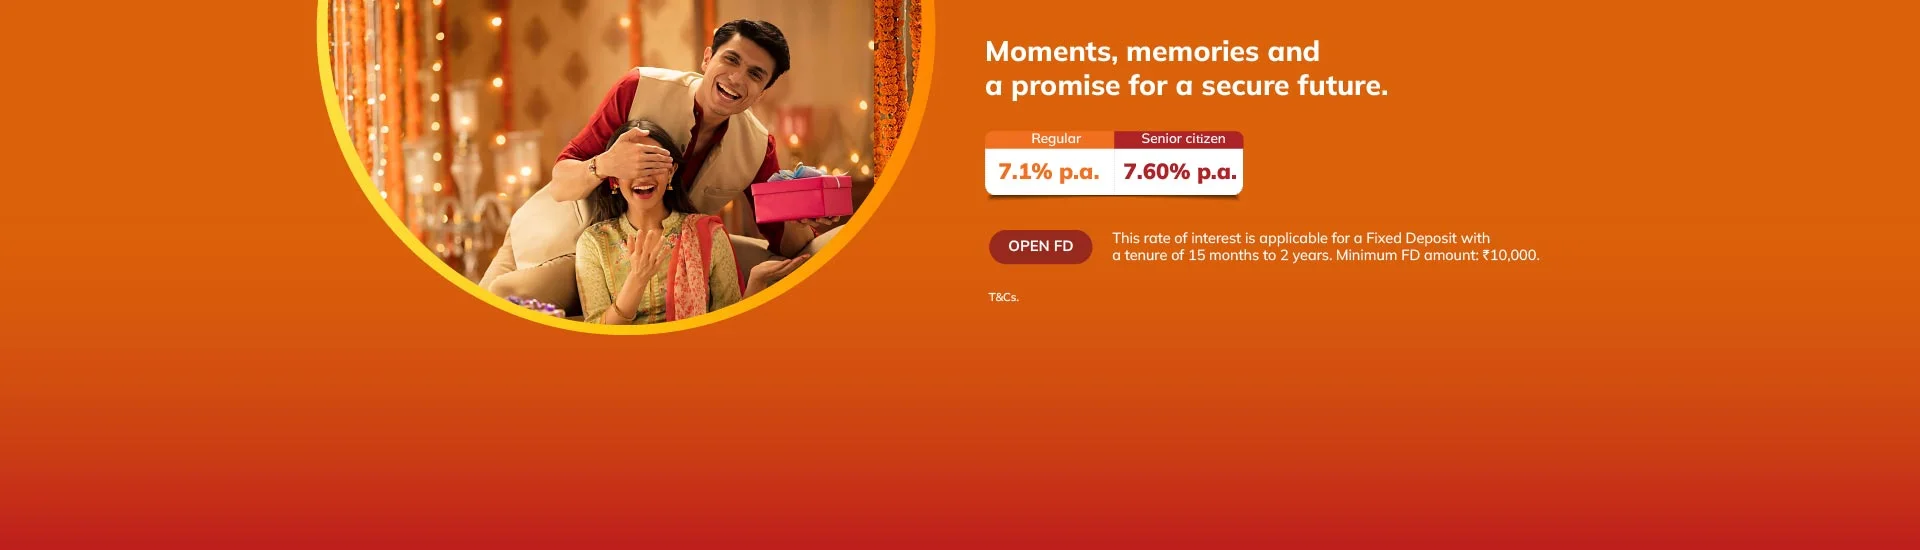 Moments, memories and
a promise for a secure future.
Regular Senior citizen
7.1% p.a. 7.60% p.a.
OPEN FD
This rate of interest is applicable for a Fixed Deposit with
a tenure of 15 months to 2 years. Minimum FD amount: ₹10,000.
T&Cs.